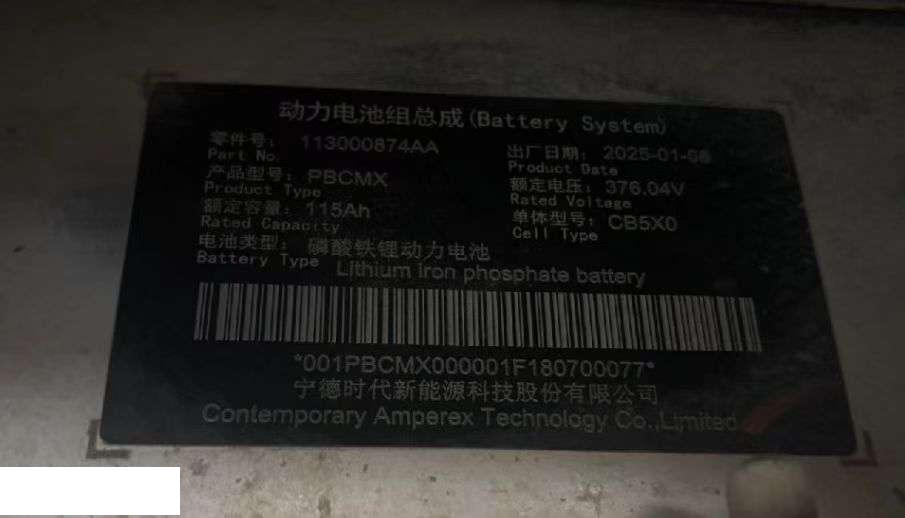 动力电池组总成(Battery System)
零件号: 113000874AA
Part No.
产品型号: PBCMX
Product Type
额定容量: 115Ah
Rated Capacity
电池类型: 磷酸铁锂动力电池
Battery Type Lithium iron phosphate battery
出厂日期: 2025-01-
Product Date
额定电压: 376.04V
Rated Voltage
单体型号: CB5X0
Cell Type
*001PBCMX000001F180700077*
宁德时代新能源科技股份有限公司
Contemporary Amperex Technology Co.,Limited